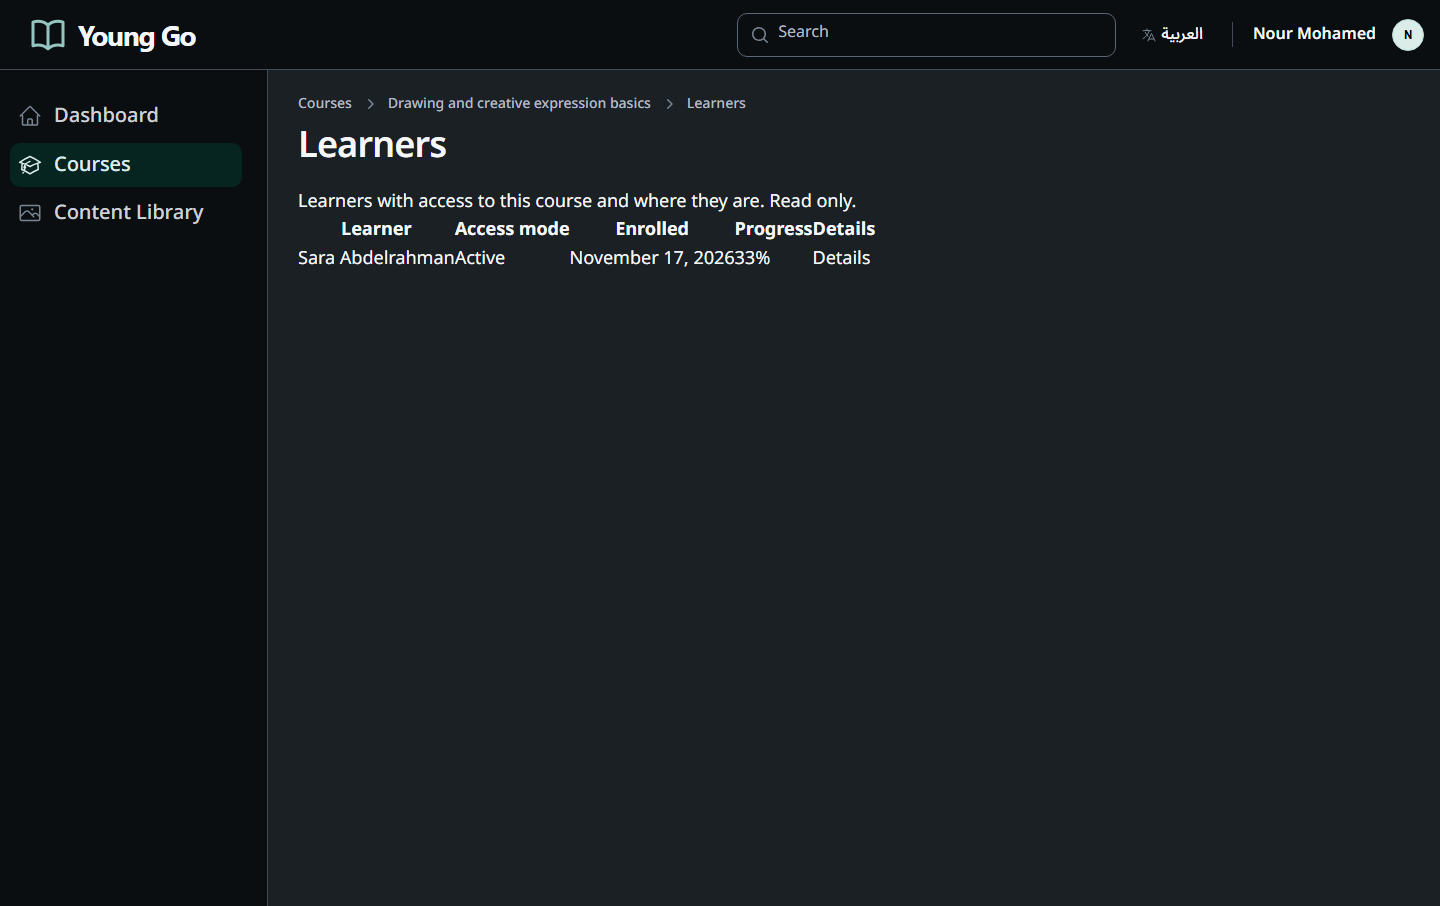 Young Go
Search
العربية
Nour Mohamed
N
Dashboard
Courses
Content Library
Courses > Drawing and creative expression basics > Learners
Learners
Learners with access to this course and where they are. Read only.
Learner Access mode Enrolled Progress Details
Sara Abdelrahman Active November 17, 2026 33% Details